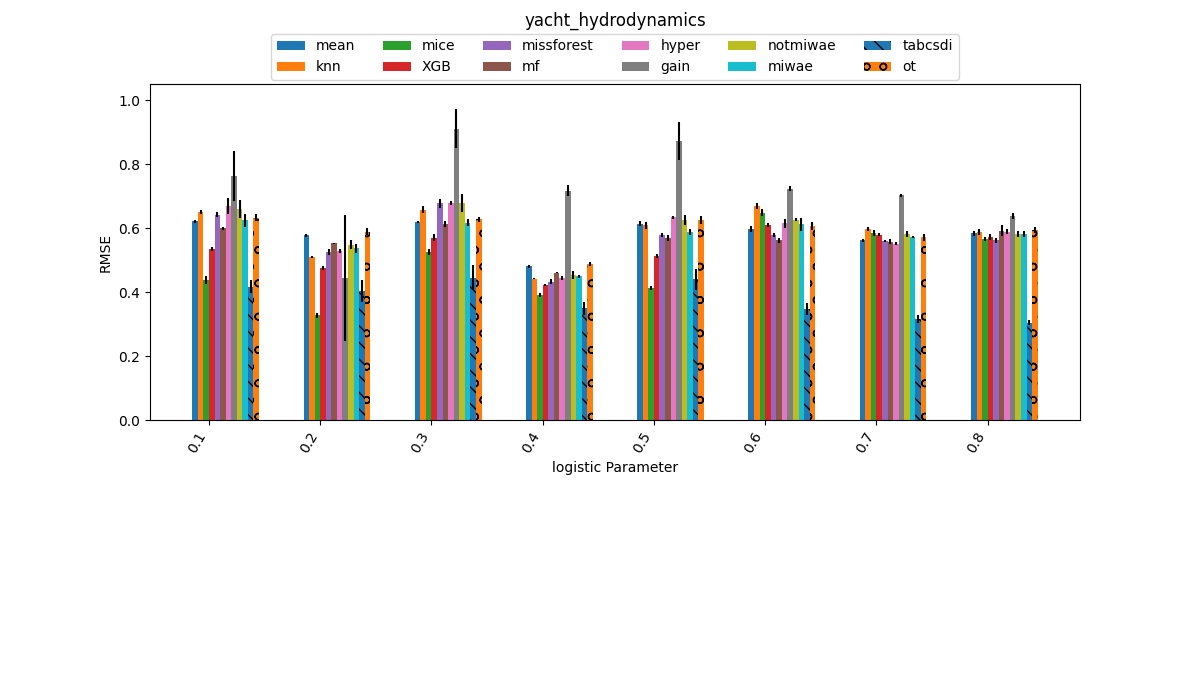 yacht_hydrodynamics
mean mice missforest hyper notmiwae tabcsdi
knn XGB mf gain miwae ot
1.0
0.8
0.6
0.4
0.2
0.0
RMSE
0.1 0.2 0.3 0.4 0.5 0.6 0.7 0.8
logistic Parameter